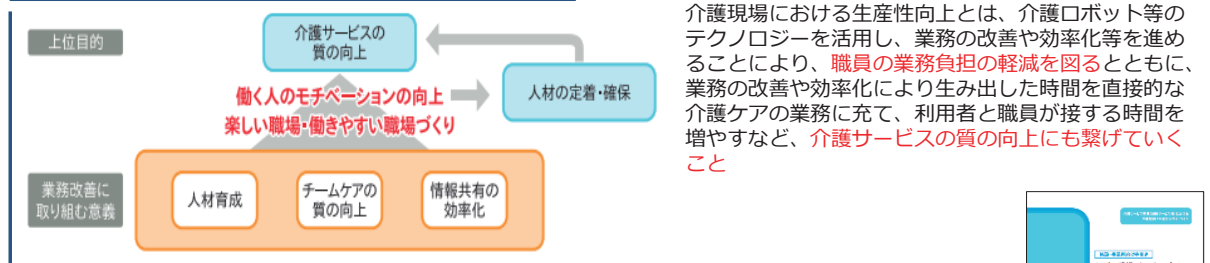 上位目的
介護サービスの
質の向上
働く人のモチベーションの向上
楽しい職場・働きやすい職場づくり
人材の定着・確保
業務改善に
取り組む意義
人材育成
チームケアの
質の向上
情報共有の
効率化
介護現場における生産性向上とは、介護ロボット等の
テクノロジーを活用し、業務の改善や効率化等を進め
ることにより、職員の業務負担の軽減を図るとともに、
業務の改善や効率化により生み出した時間を直接的な
介護ケアの業務に充て、利用者と職員が接する時間を
増やすなど、介護サービスの質の向上にも繋げていく
こと